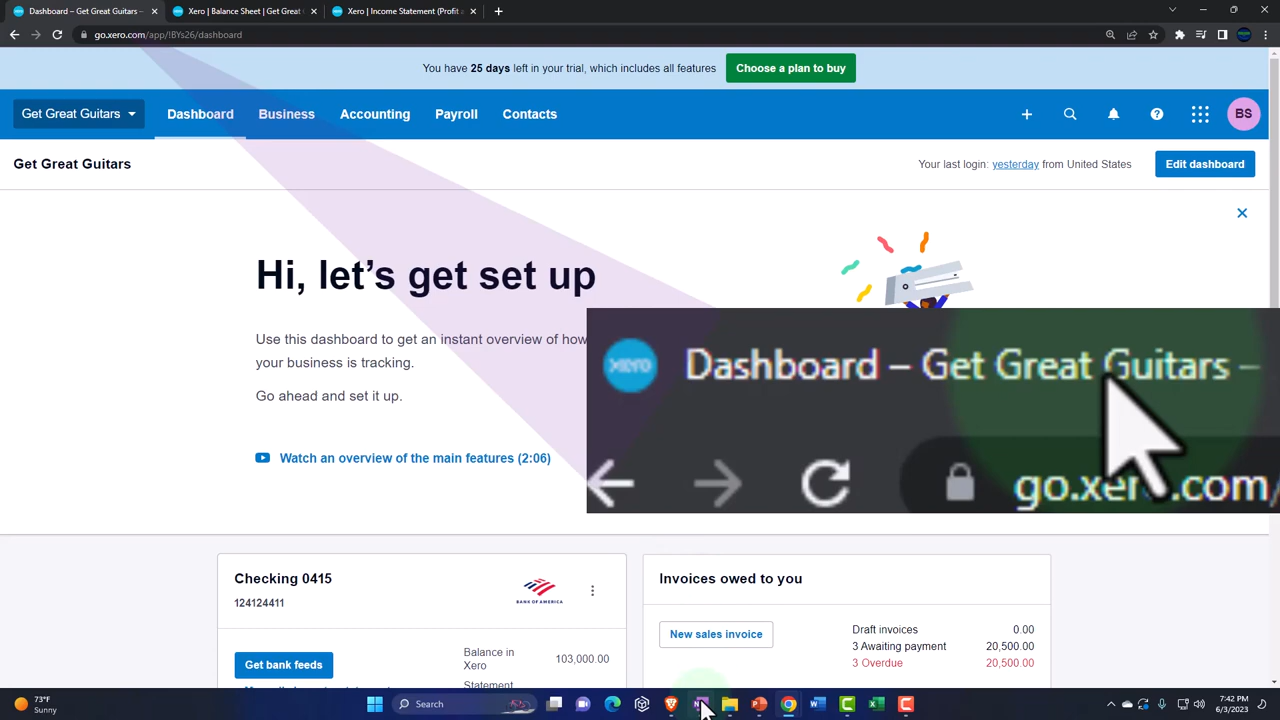 Dashboard – Get Great Guitars –
Xero | Balance Sheet | Get Great
Xero | Income Statement (Profit a
go.xero.com/app/!BYs26/dashboard
You have 25 days left in your trial, which includes all features
Choose a plan to buy
Get Great Guitars
Dashboard
Business
Accounting
Payroll
Contacts
BS
Get Great Guitars
Your last login: yesterday from United States
Edit dashboard
Hi, let's get set up
Use this dashboard to get an instant overview of how
your business is tracking.
Go ahead and set it up.
Watch an overview of the main features (2:06)
xero
Dashboard – Get Great Guitars –
go.xero.com/
Checking 0415
124124411
BANK OF AMERICA
Get bank feeds
Balance in
Xero
103,000.00
Invoices owed to you
New sales invoice
Draft invoices 0.00
3 Awaiting payment 20,500.00
3 Overdue 20,500.00
73°F
Sunny
Search
7:42 PM
6/3/2023